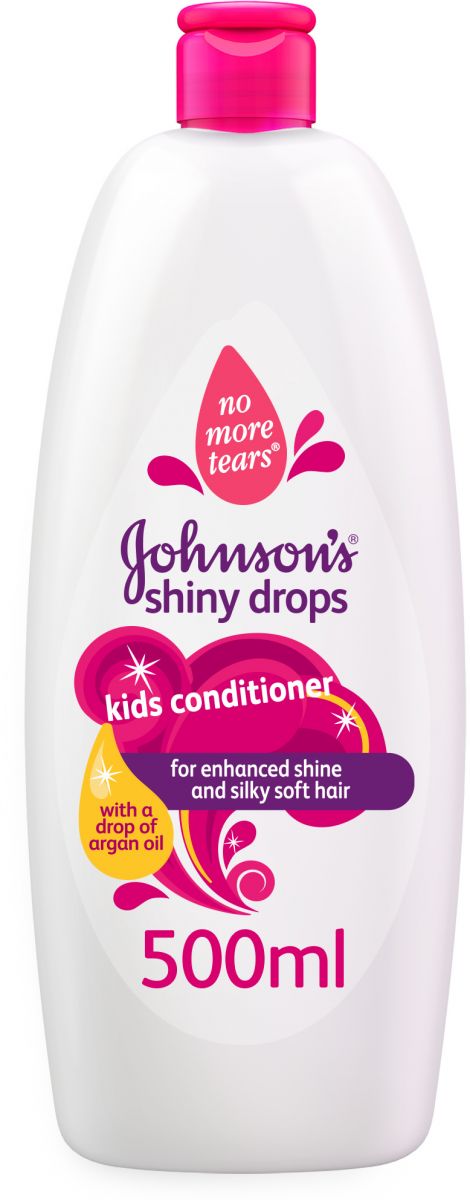 no
more
tears®
Johnson's®
shiny drops
kids conditioner
for enhanced shine
and silky soft hair
with a
drop of
argan oil
500ml